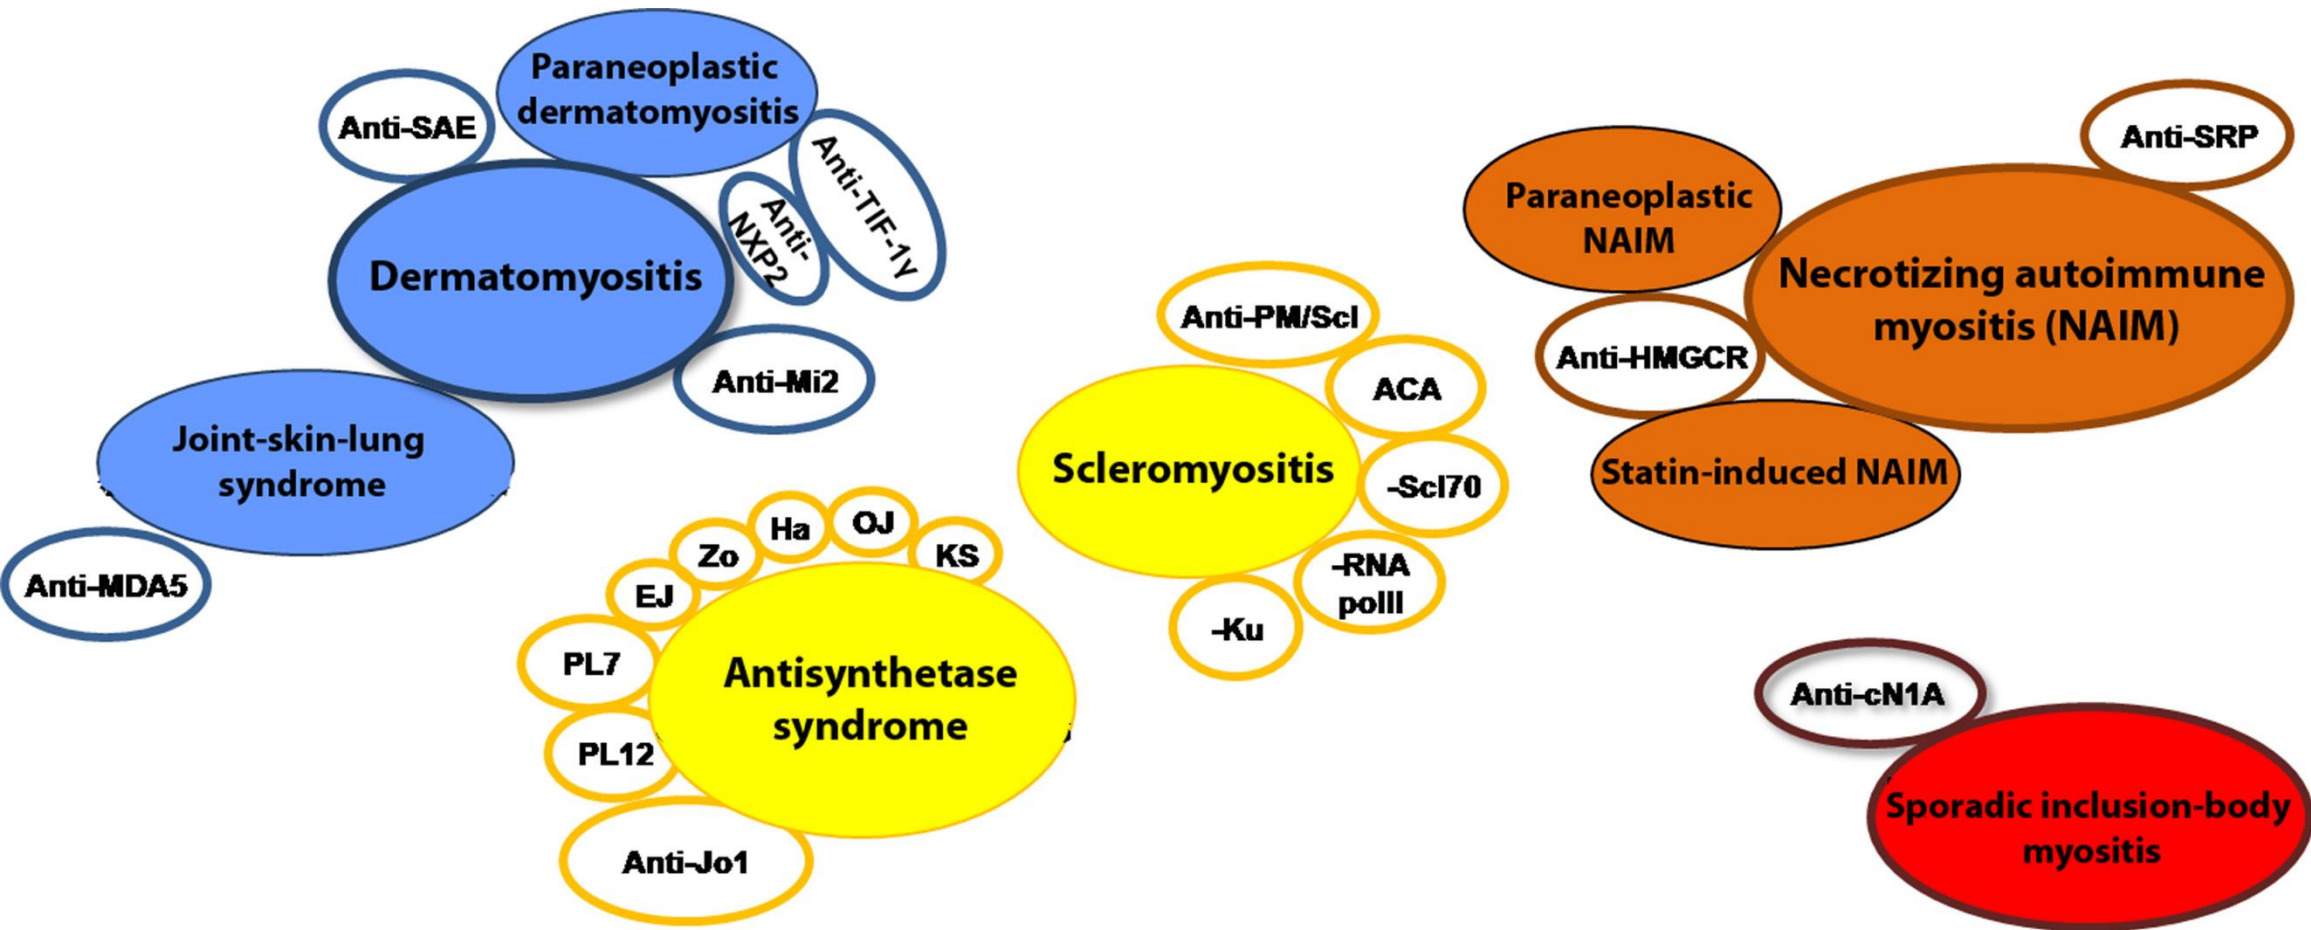 Paraneoplastic
dermatomyositis
Anti-SAE
Anti-TIF-1γ
Anti-
NXP2
Dermatomyositis
Anti-Mi2
Joint-skin-lung
syndrome
Anti-MDA5
Ha
OJ
Zo
KS
EJ
PL7
PL12
Antisynthetase
syndrome
Anti-Jo1
Anti-PM/Scl
ACA
Scleromyositis
-Scl70
-RNA
polII
-Ku
Anti-SRP
Paraneoplastic
NAIM
Necrotizing autoimmune
myositis (NAIM)
Anti-HMGCR
Statin-induced NAIM
Anti-cN1A
Sporadic inclusion-body
myositis